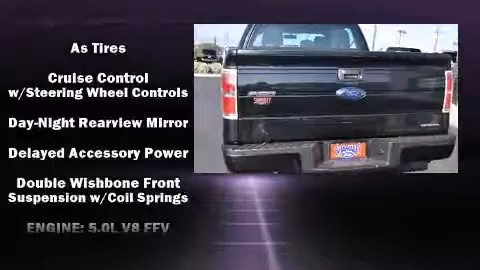 As Tires
Cruise Control
w/Steering Wheel Controls
Day-Night Rearview Mirror
Delayed Accessory Power
Double Wishbone Front
Suspension w/Coil Springs
ENGINE: 5.0L V8 FFV
Ford